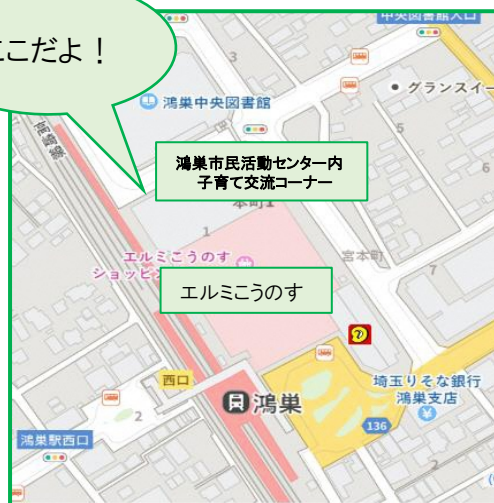 ここだよ！
中央図書館入口
3
グランスイー
鴻巣中央図書館
5
高崎線
鴻巣市民活動センター内
子育て交流コーナー
6
本町1
1
エルミこうのす
ショッピ
宮本町
7
エルミこうのす
西口
鴻巣
埼玉りそな銀行
鴻巣支店
2
136
鴻巣駅西口
2